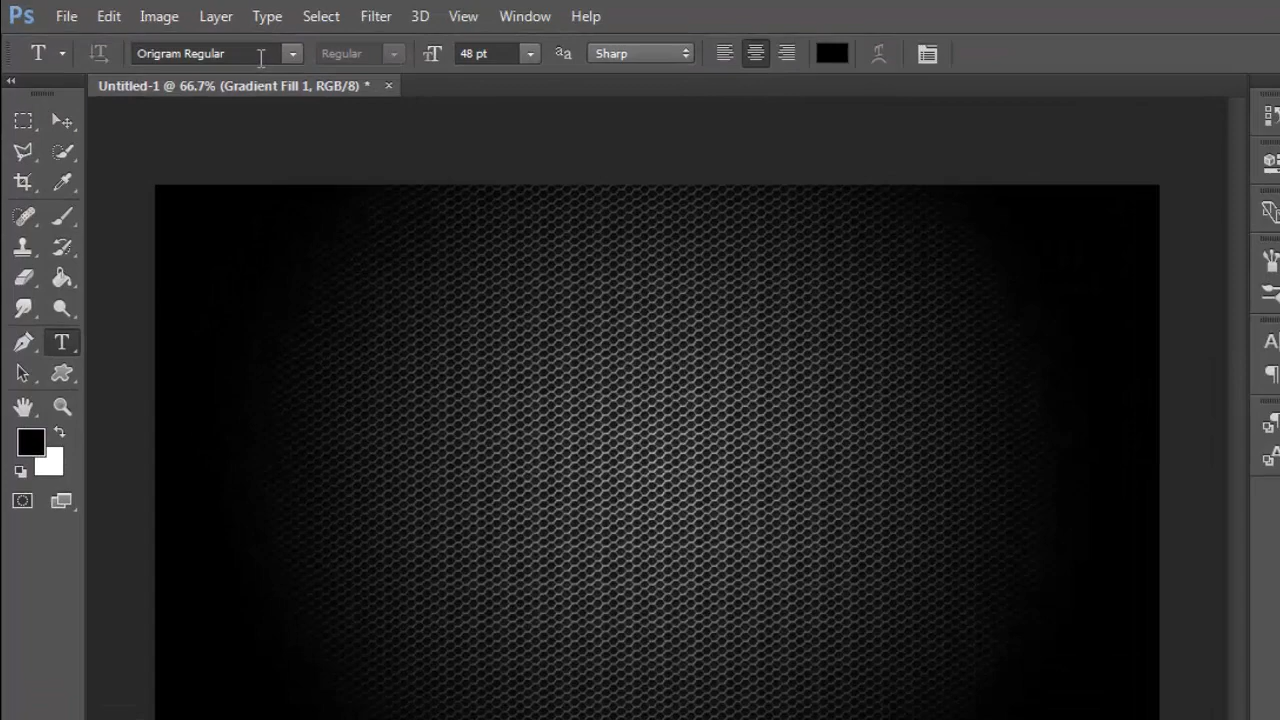 Ps File Edit Image Layer Type Select Filter 3D View Window Help
T Origram Regular Regular 48 pt Sharp
Untitled-1 @ 66.7% (Gradient Fill 1, RGB/8) * ×